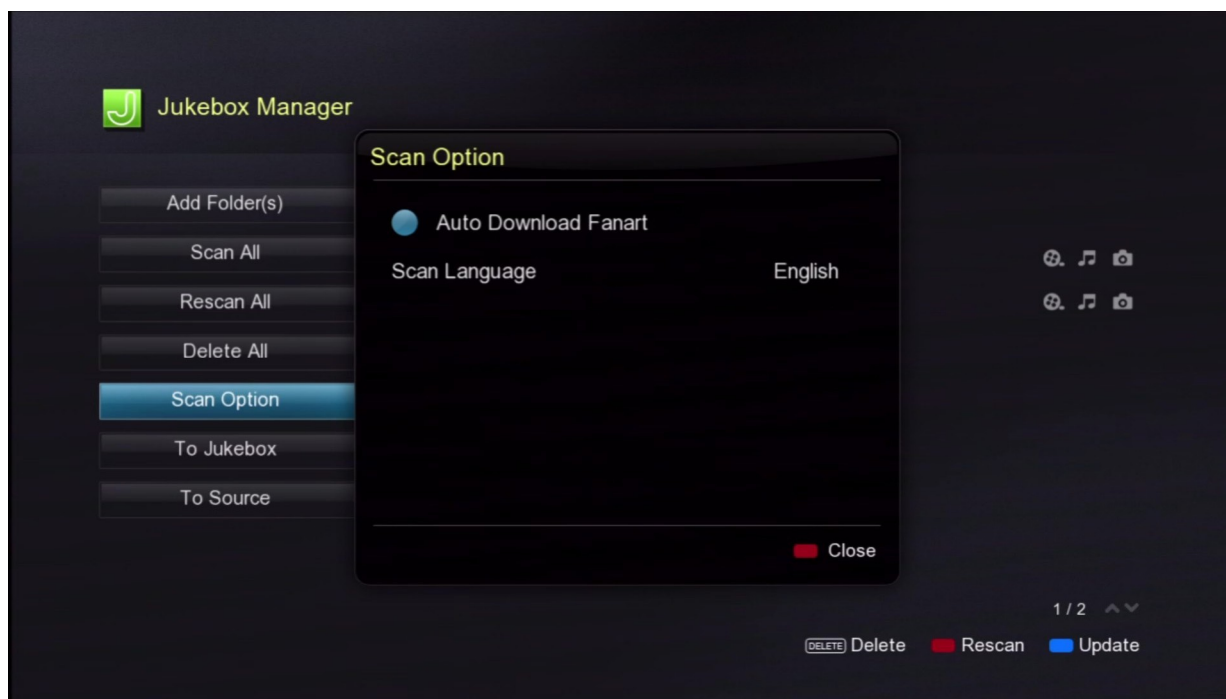 Jukebox Manager
Add Folder(s)
Scan All
Rescan All
Delete All
Scan Option
To Jukebox
To Source
Scan Option
Auto Download Fanart
Scan Language English
Close
1 / 2
DELETE Delete Rescan Update